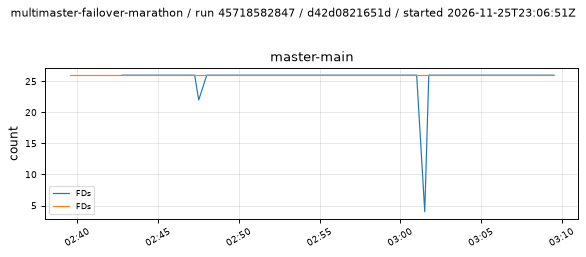 multimaster-failover-marathon / run 45718582847 / d42d0821651d / started 2026-11-25T23:06:51Z
master-main
count
25
20
15
10
5
FDs
FDs
02:40
02:45
02:50
02:55
03:00
03:05
03:10